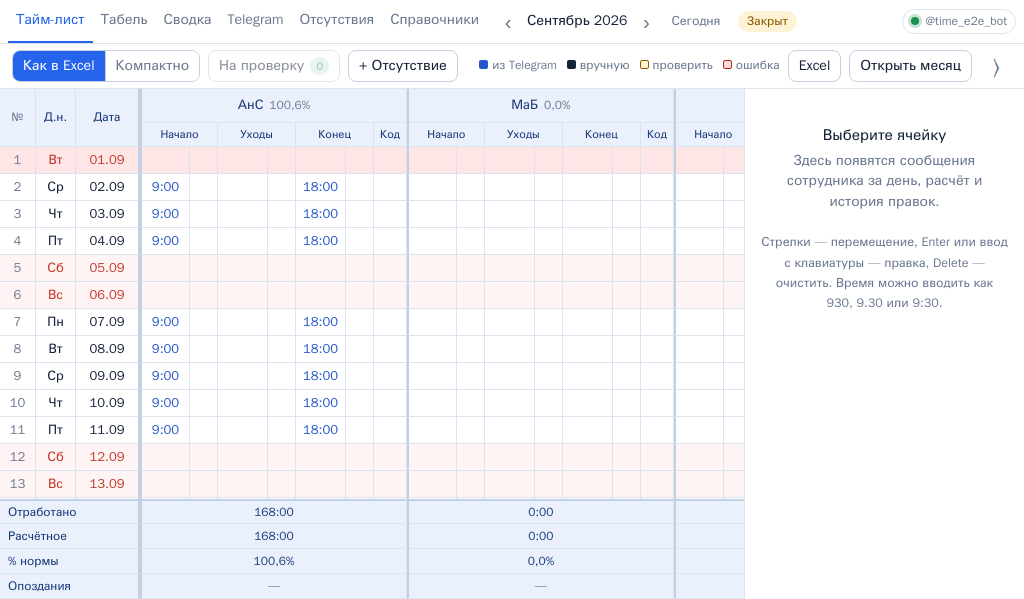 Тайм-лист Табель Сводка Telegram Отсутствия Справочники ‹ Сентябрь 2026 › Сегодня Закрыт @time_e2e_bot
Как в Excel Компактно На проверку 0 + Отсутствие из Telegram вручную проверить ошибка Excel Открыть месяц ⟩
№ Д.н. Дата АнС 100,6% МаБ 0,0%
Начало Уходы Конец Код Начало Уходы Конец Код Начало
1 Вт 01.09
2 Ср 02.09 9:00 18:00
3 Чт 03.09 9:00 18:00
4 Пт 04.09 9:00 18:00
5 Сб 05.09
6 Вс 06.09
7 Пн 07.09 9:00 18:00
8 Вт 08.09 9:00 18:00
9 Ср 09.09 9:00 18:00
10 Чт 10.09 9:00 18:00
11 Пт 11.09 9:00 18:00
12 Сб 12.09
13 Вс 13.09
Отработано 168:00 0:00
Расчётное 168:00 0:00
% нормы 100,6% 0,0%
Опоздания — —
Выберите ячейку
Здесь появятся сообщения
сотрудника за день, расчёт и
история правок.
Стрелки — перемещение, Enter или ввод
с клавиатуры — правка, Delete —
очистить. Время можно вводить как
930, 9.30 или 9:30.